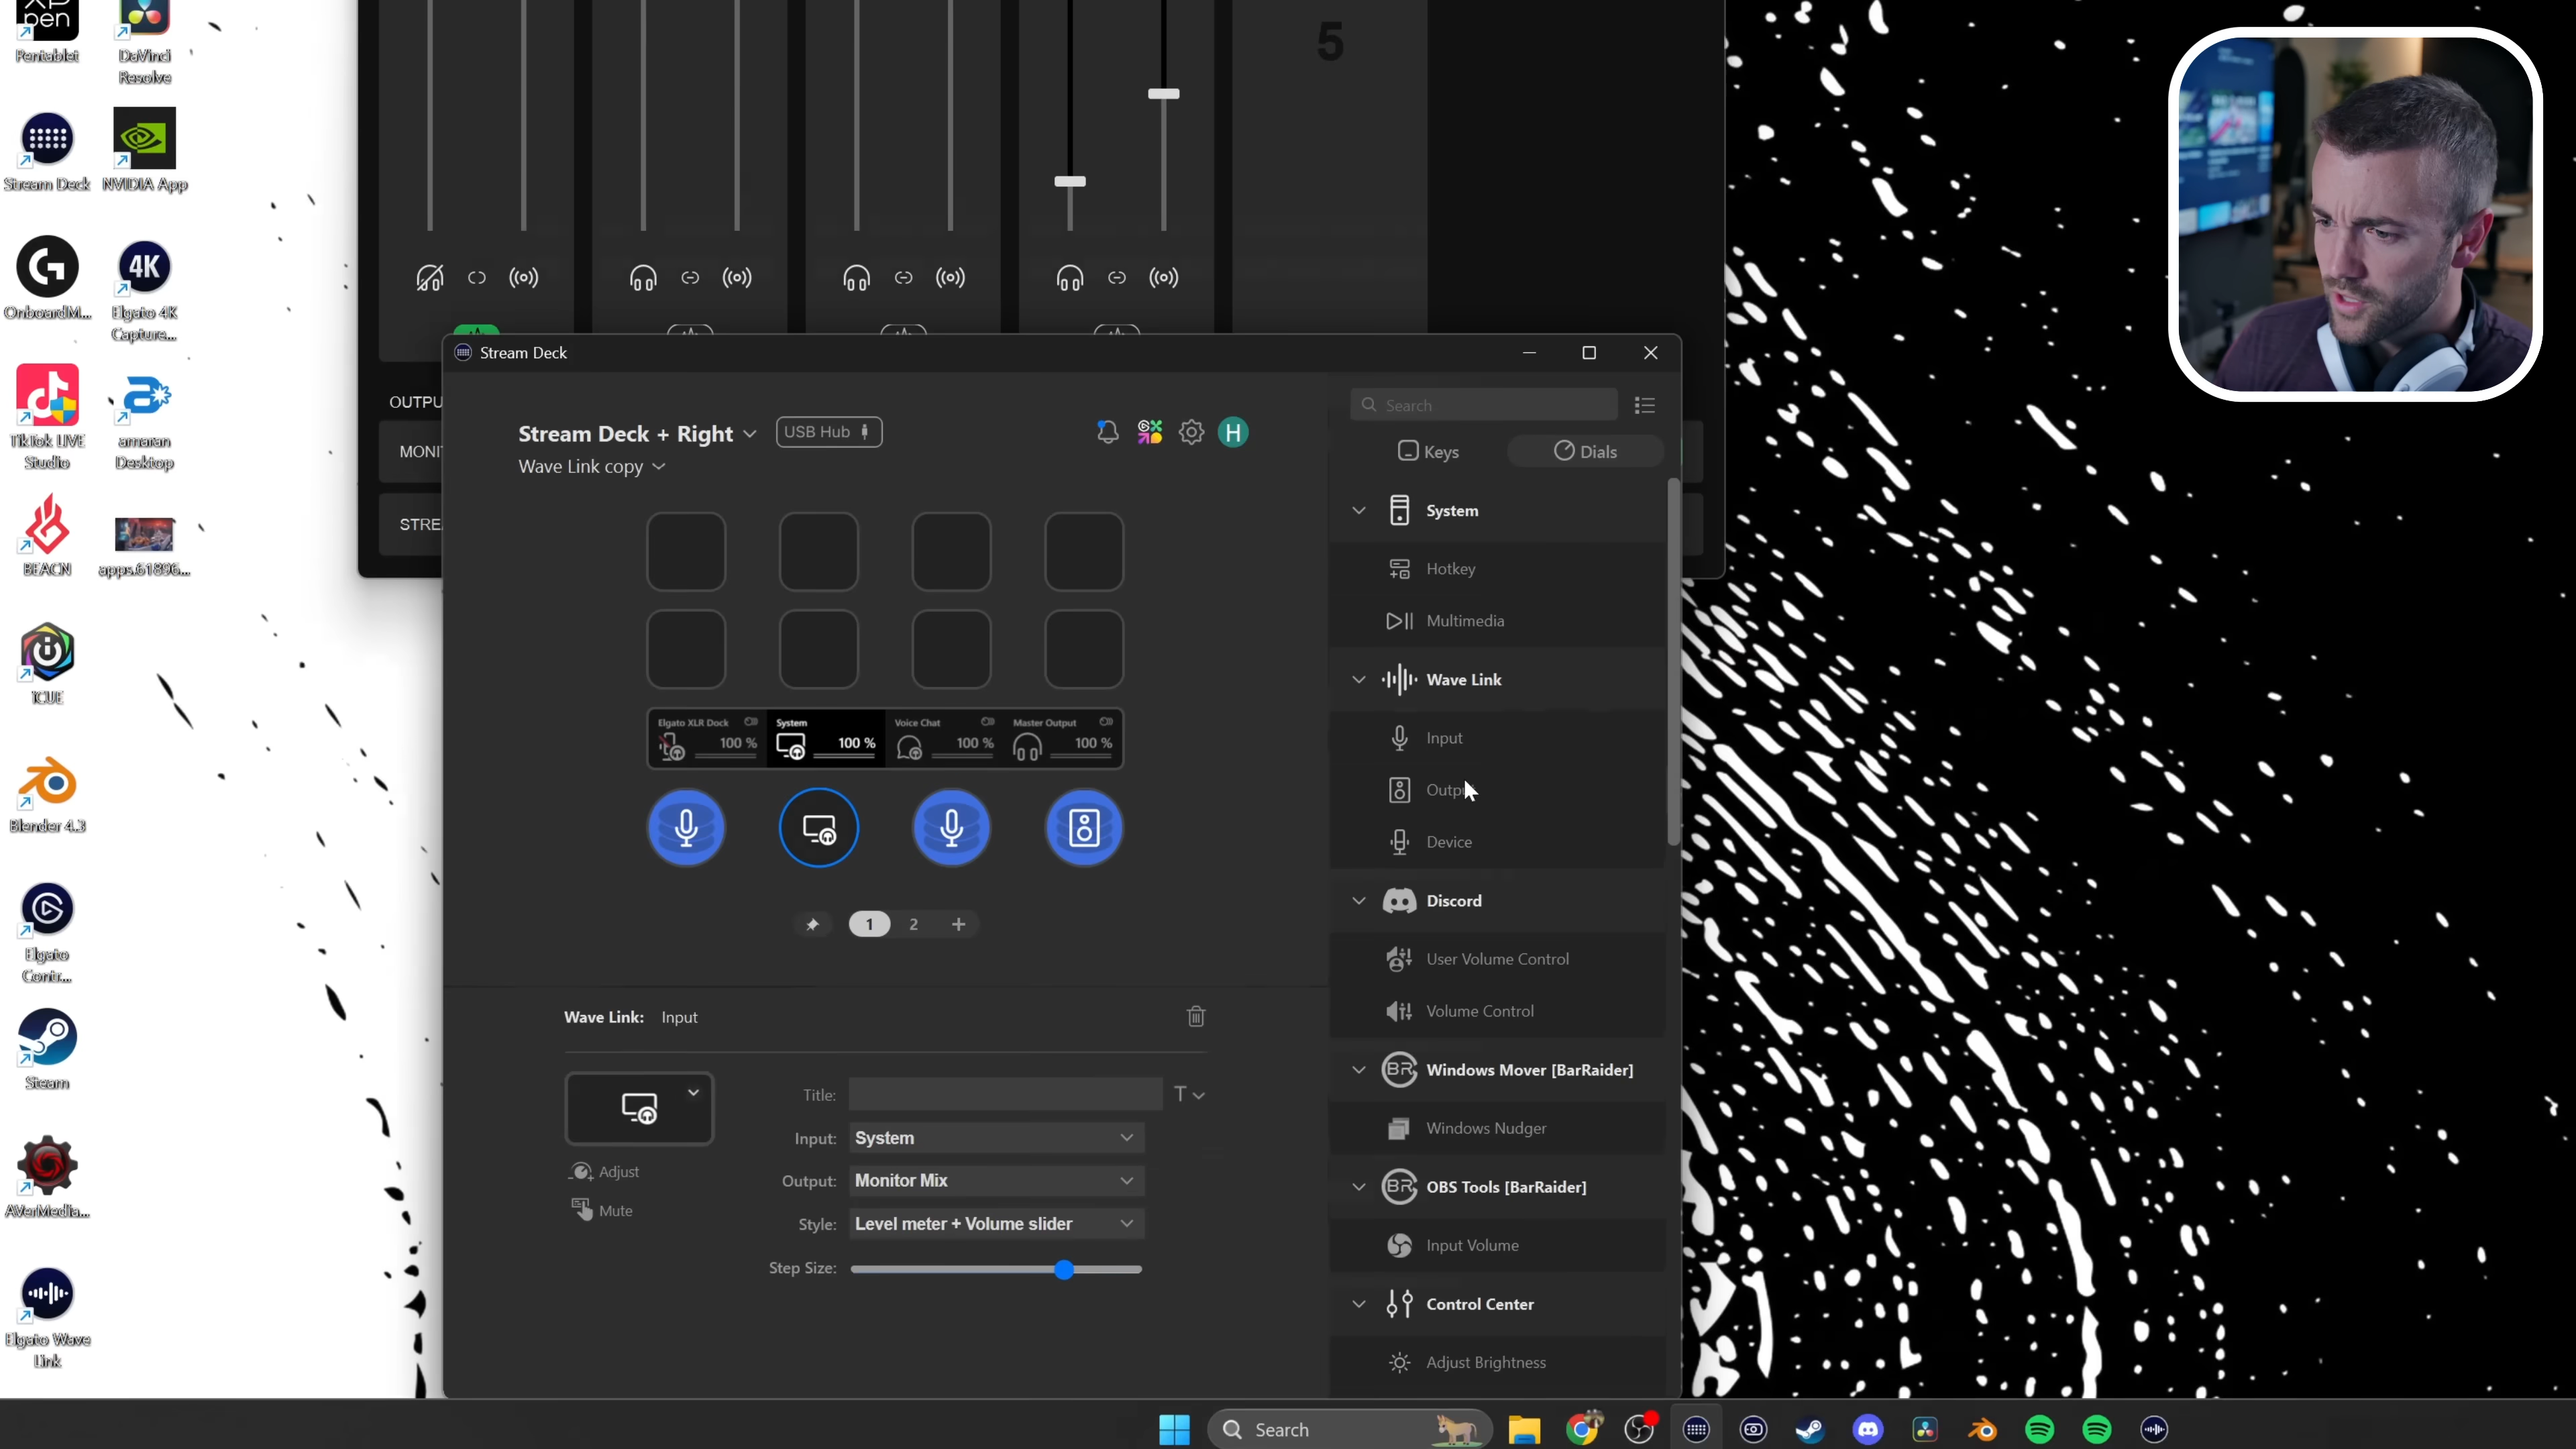 pen
Pentablet
DaVinci
Resolve
Stream Deck
NVIDIA App
OnboardM...
4K
Elgato 4K
Capture...
TikTok LIVE
Studio
amaran
Desktop
BEACN
apps.61896...
iCUE
Blender 4.3
Elgato
Contr...
Steam
AVerMedia...
Elgato Wave
Link
5
OUTPU
MONI
STRE
Stream Deck
Stream Deck + Right
USB Hub
H
Wave Link copy
Elgato XLR Dock
100 %
System
100 %
Voice Chat
100 %
Master Output
100 %
1
2
Wave Link: Input
Title:
T
Input: System
Output: Monitor Mix
Style: Level meter + Volume slider
Step Size:
Adjust
Mute
Search
Keys
Dials
System
Hotkey
Multimedia
Wave Link
Input
Output
Device
Discord
User Volume Control
Volume Control
BR
Windows Mover [BarRaider]
Windows Nudger
BR
OBS Tools [BarRaider]
Input Volume
Control Center
Adjust Brightness
Search